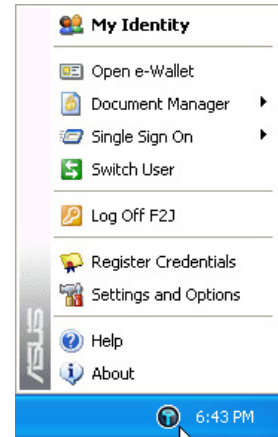 My Identity
Open e-Wallet
Document Manager
Single Sign On
Switch User
Log Off F2J
Register Credentials
Settings and Options
Help
About
ASUS
6:43 PM